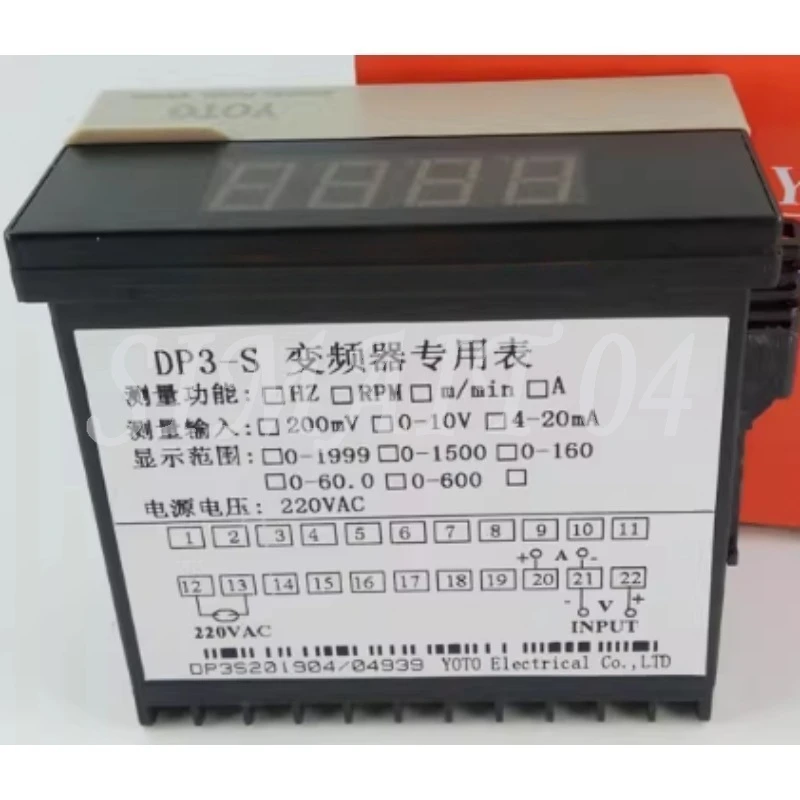 YOTO
8888
Y
DP3-S 变频器专用表
测量功能: □HZ □RPM □ m/min □A
测量输入: □ 200mV □0-10V □ 4-20mA
显示范围: □0-1999 □0-1500 □0-160
□0-60.0 □0-600 □
电源电压: 220VAC
1 2 3 4 5 6 7 8 9 10 11
+ A -
12 13 14 15 16 17 18 19 20 21 22
- V +
220VAC INPUT
DP3S201904/04939 YOTO Electrical Co.,LTD